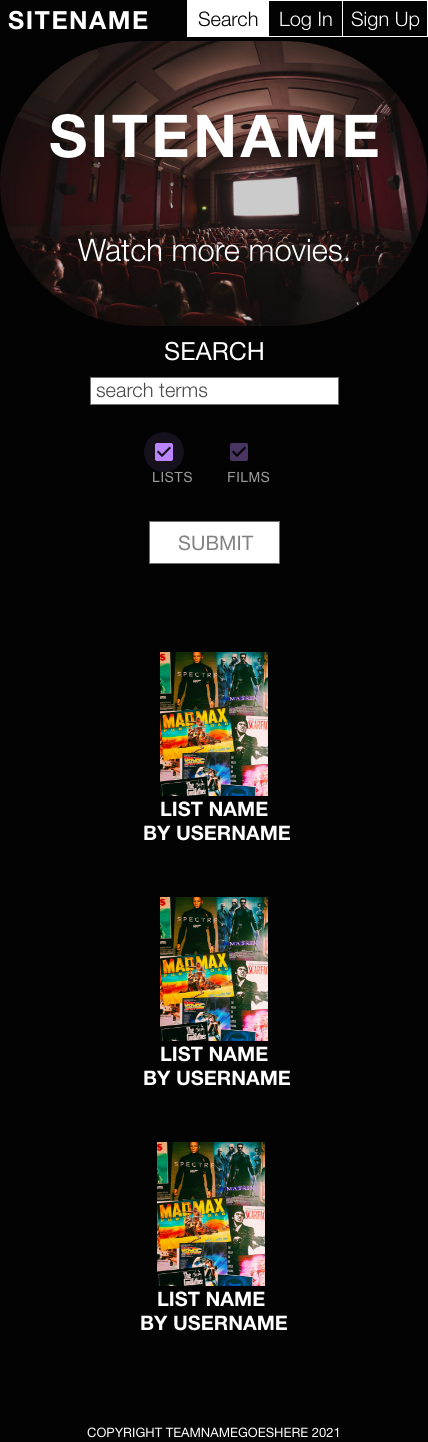 SITENAME
Search
Log In
Sign Up
SITENAME
Watch more movies.
SEARCH
search terms
LISTS
FILMS
SUBMIT
SPECTRE
MATRIX
MAD MAX
SCARFACE
LIST NAME
BY USERNAME
SPECTRE
MATRIX
MAD MAX
SCARFACE
LIST NAME
BY USERNAME
SPECTRE
MATRIX
MAD MAX
SCARFACE
LIST NAME
BY USERNAME
COPYRIGHT TEAMNAMEGOESHERE 2021